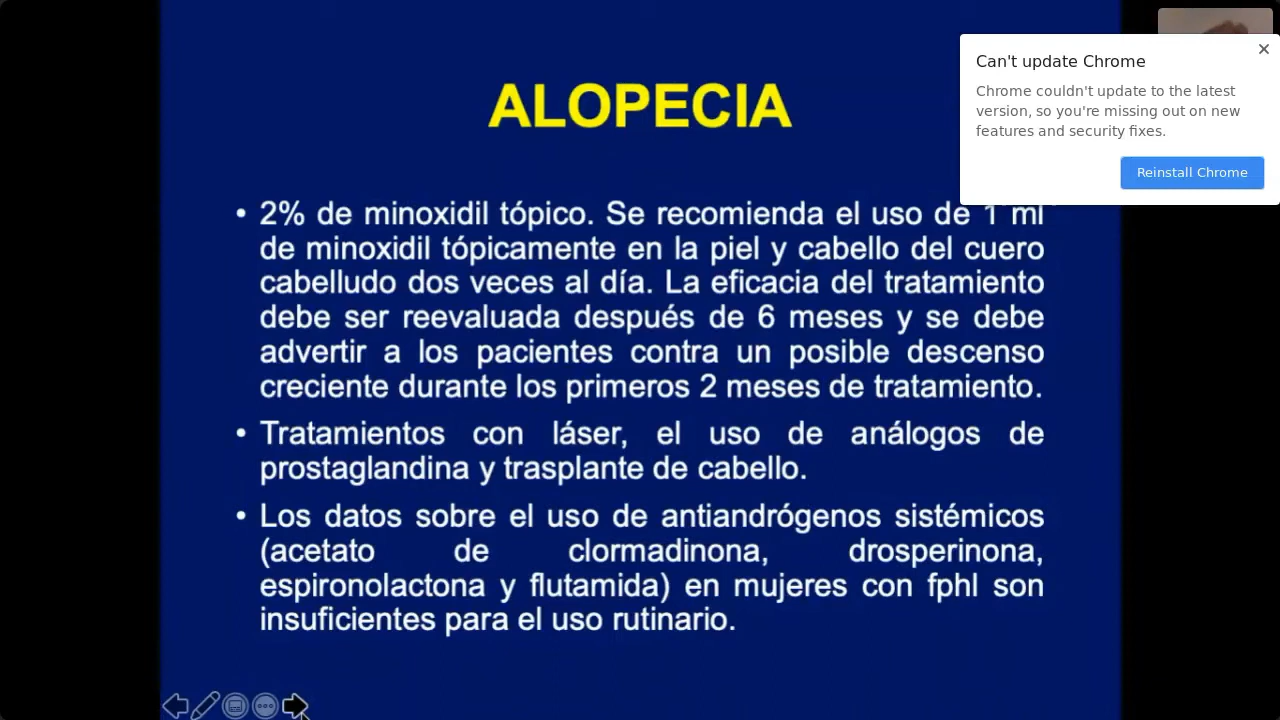 ALOPECIA
Can't update Chrome
Chrome couldn't update to the latest
version, so you're missing out on new
features and security fixes.
Reinstall Chrome
• 2% de minoxidil tópico. Se recomienda el uso de 1 ml
de minoxidil tópicamente en la piel y cabello del cuero
cabelludo dos veces al día. La eficacia del tratamiento
debe ser reevaluada después de 6 meses y se debe
advertir a los pacientes contra un posible descenso
creciente durante los primeros 2 meses de tratamiento.
• Tratamientos con láser, el uso de análogos de
prostaglandina y trasplante de cabello.
• Los datos sobre el uso de antiandrógenos sistémicos
(acetato de clormadinona, drosperinona,
espironolactona y flutamida) en mujeres con fphl son
insuficientes para el uso rutinario.